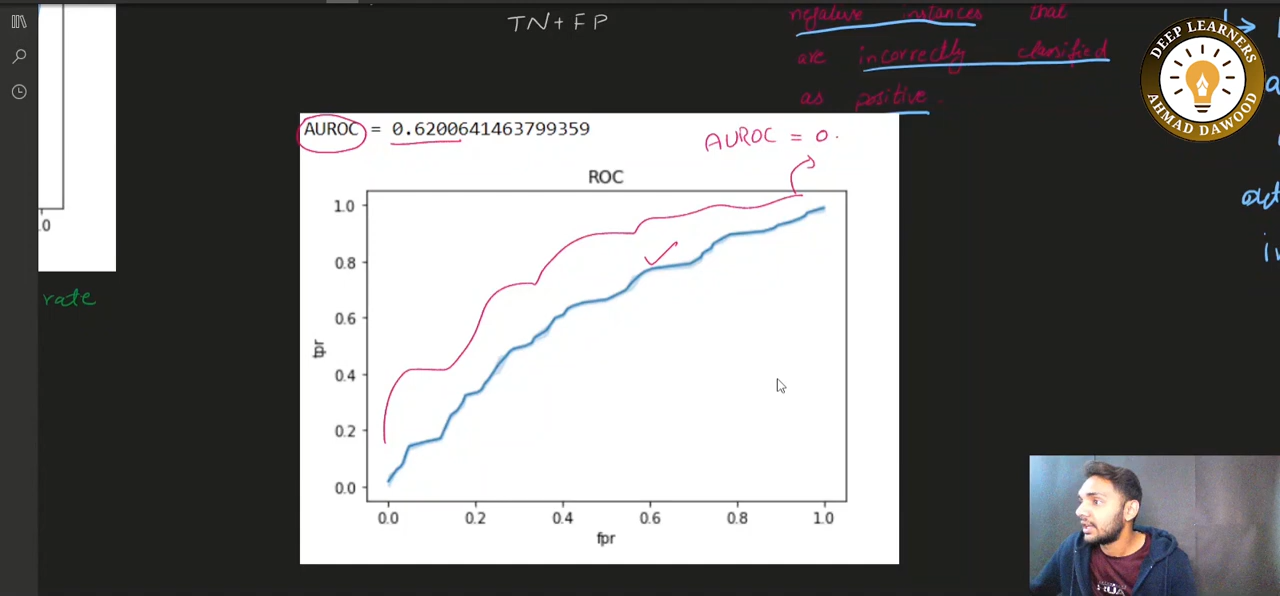 TN + FP
negative instances that
are incorrectly classified
as positive.
DEEP LEARNERS
AHMAD DAWOOD
.0
rate
AUROC = 0.6200641463799359
AUROC = 0.
ROC
1.0
0.8
0.6
0.4
0.2
0.0
tpr
0.0 0.2 0.4 0.6 0.8 1.0
fpr